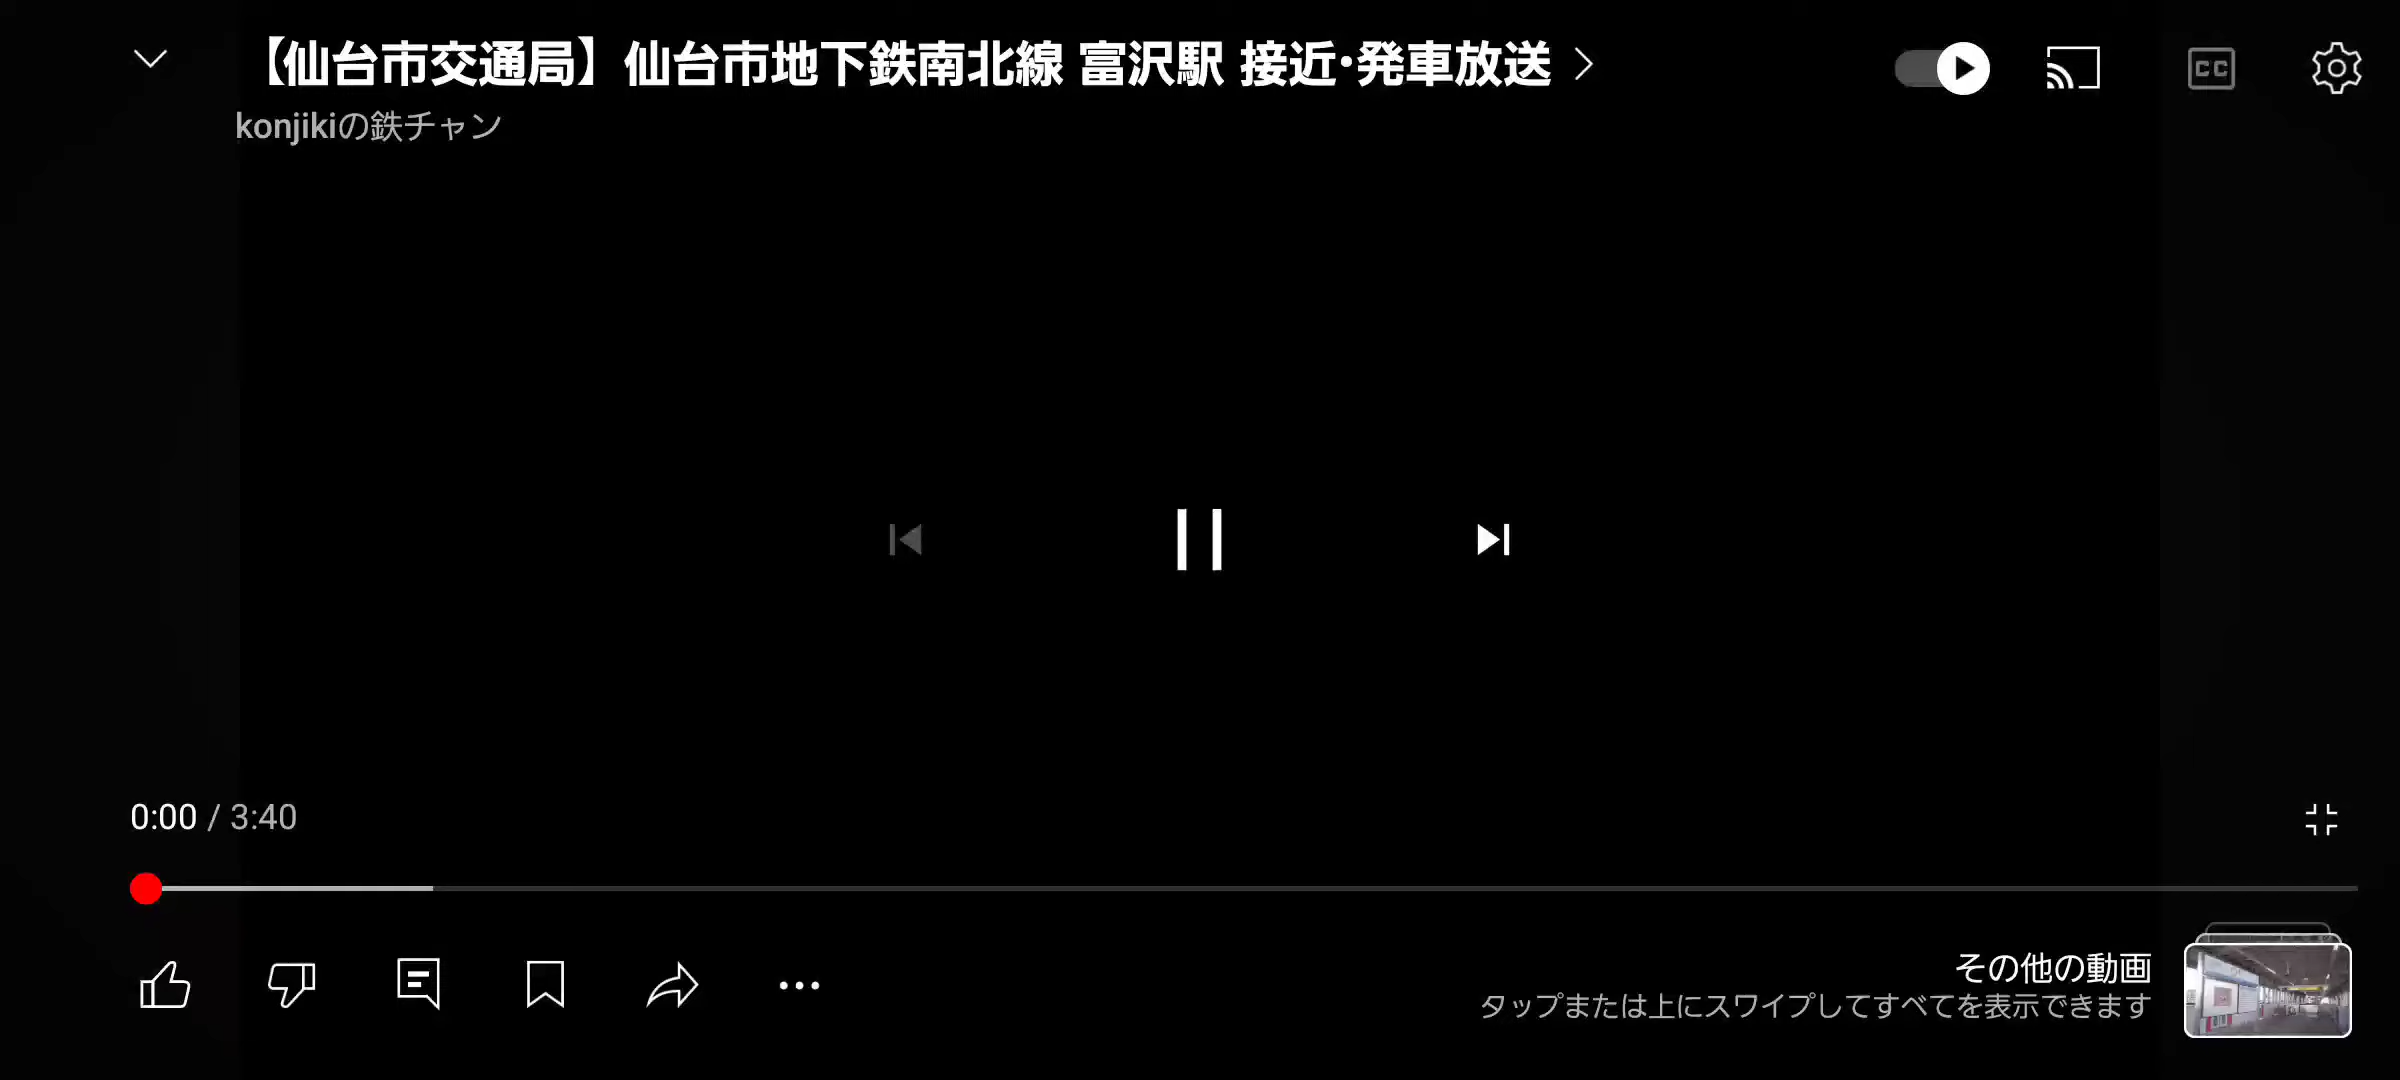 【仙台市交通局】仙台市地下鉄南北線 富沢駅 接近・発車放送
konjikiの鉄チャン
CC
0:00 / 3:40
その他の動画
タップまたは上にスワイプしてすべてを表示できます